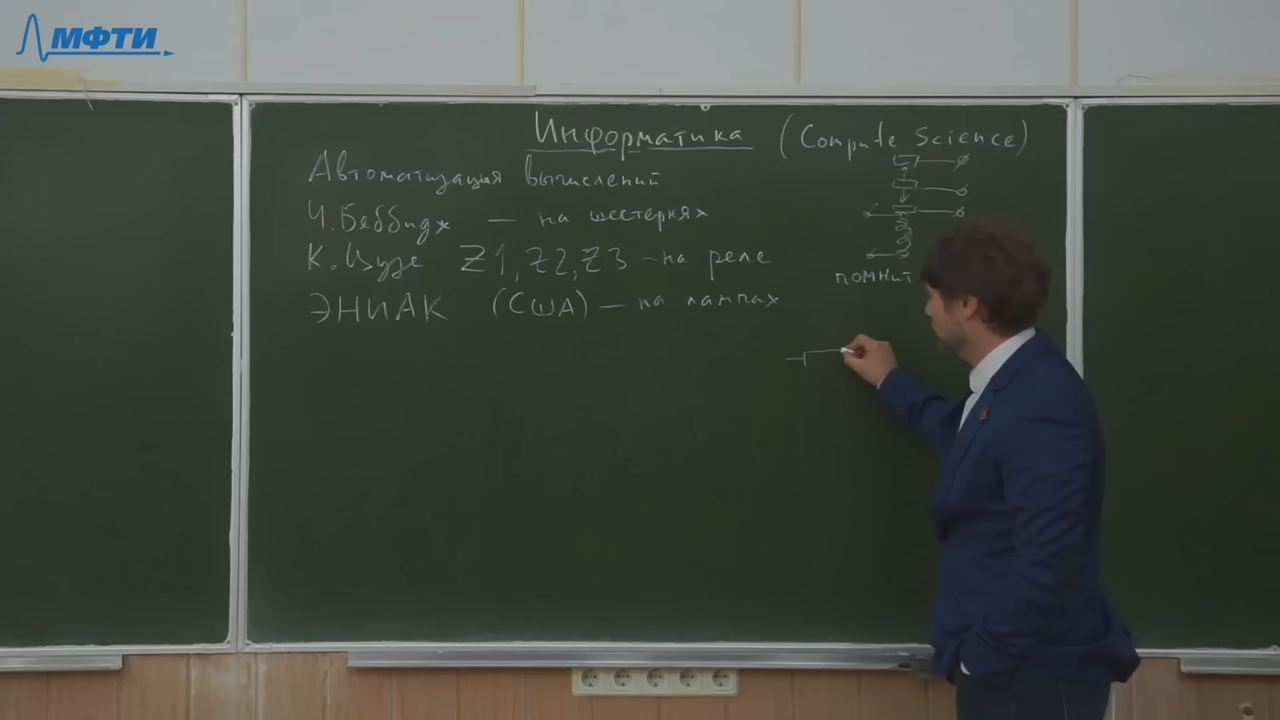 МФТИ
Информатика (Compute Science)
Автоматизация вычислений
Ч. Беббидж — на шестернях
К. Цузе Z1, Z2, Z3 — на реле
помнит
ЭНИАК (США) — на лампах